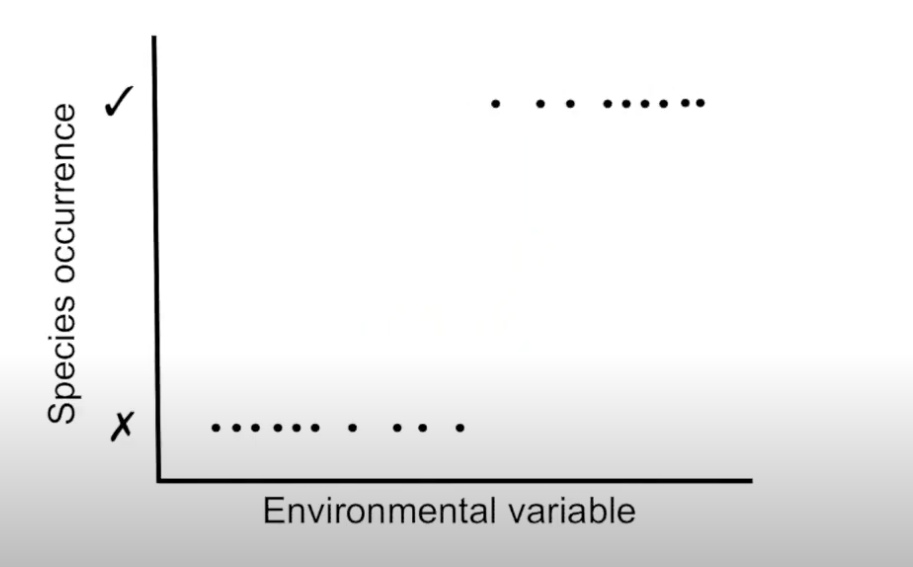 Species occurrence
✓
✗
Environmental variable